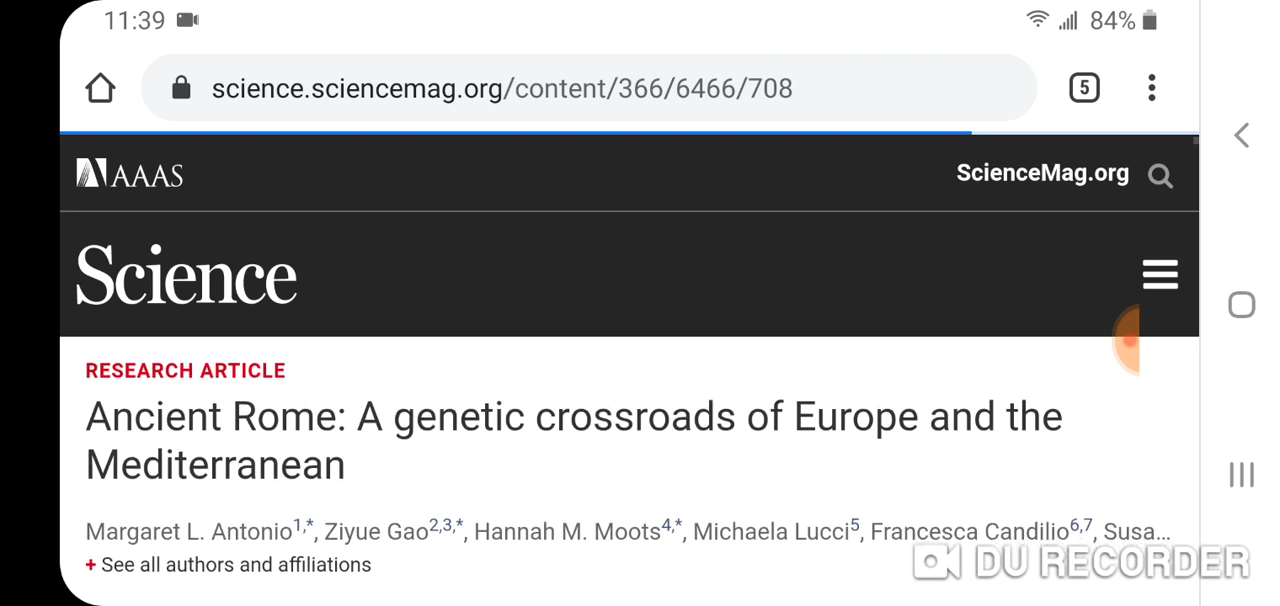 11:39 84%
science.sciencemag.org/content/366/6466/708 5
AAAS ScienceMag.org
Science
RESEARCH ARTICLE
Ancient Rome: A genetic crossroads of Europe and the
Mediterranean
Margaret L. Antonio1,*, Ziyue Gao2,3,*, Hannah M. Moots4,*, Michaela Lucci5, Francesca Candilio6,7, Susa...
+ See all authors and affiliations
DU RECORDER